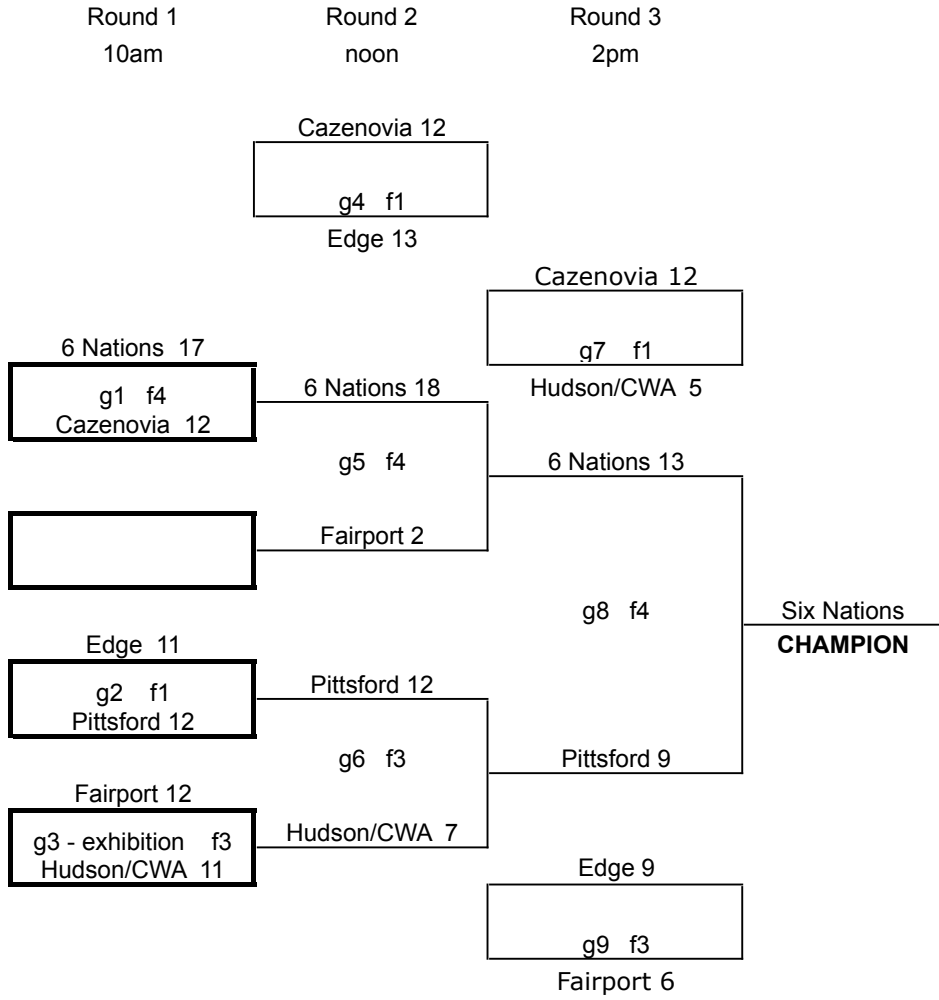 Round 1 Round 2 Round 3
10am noon 2pm
Cazenovia 12
g4 f1
Edge 13
Cazenovia 12
g7 f1
Hudson/CWA 5
6 Nations 17
g1 f4
Cazenovia 12
6 Nations 18
g5 f4
Fairport 2
6 Nations 13
g8 f4
Six Nations
CHAMPION
Edge 11
g2 f1
Pittsford 12
Pittsford 12
g6 f3
Pittsford 9
Fairport 12
g3 - exhibition f3
Hudson/CWA 11
Hudson/CWA 7
Edge 9
g9 f3
Fairport 6